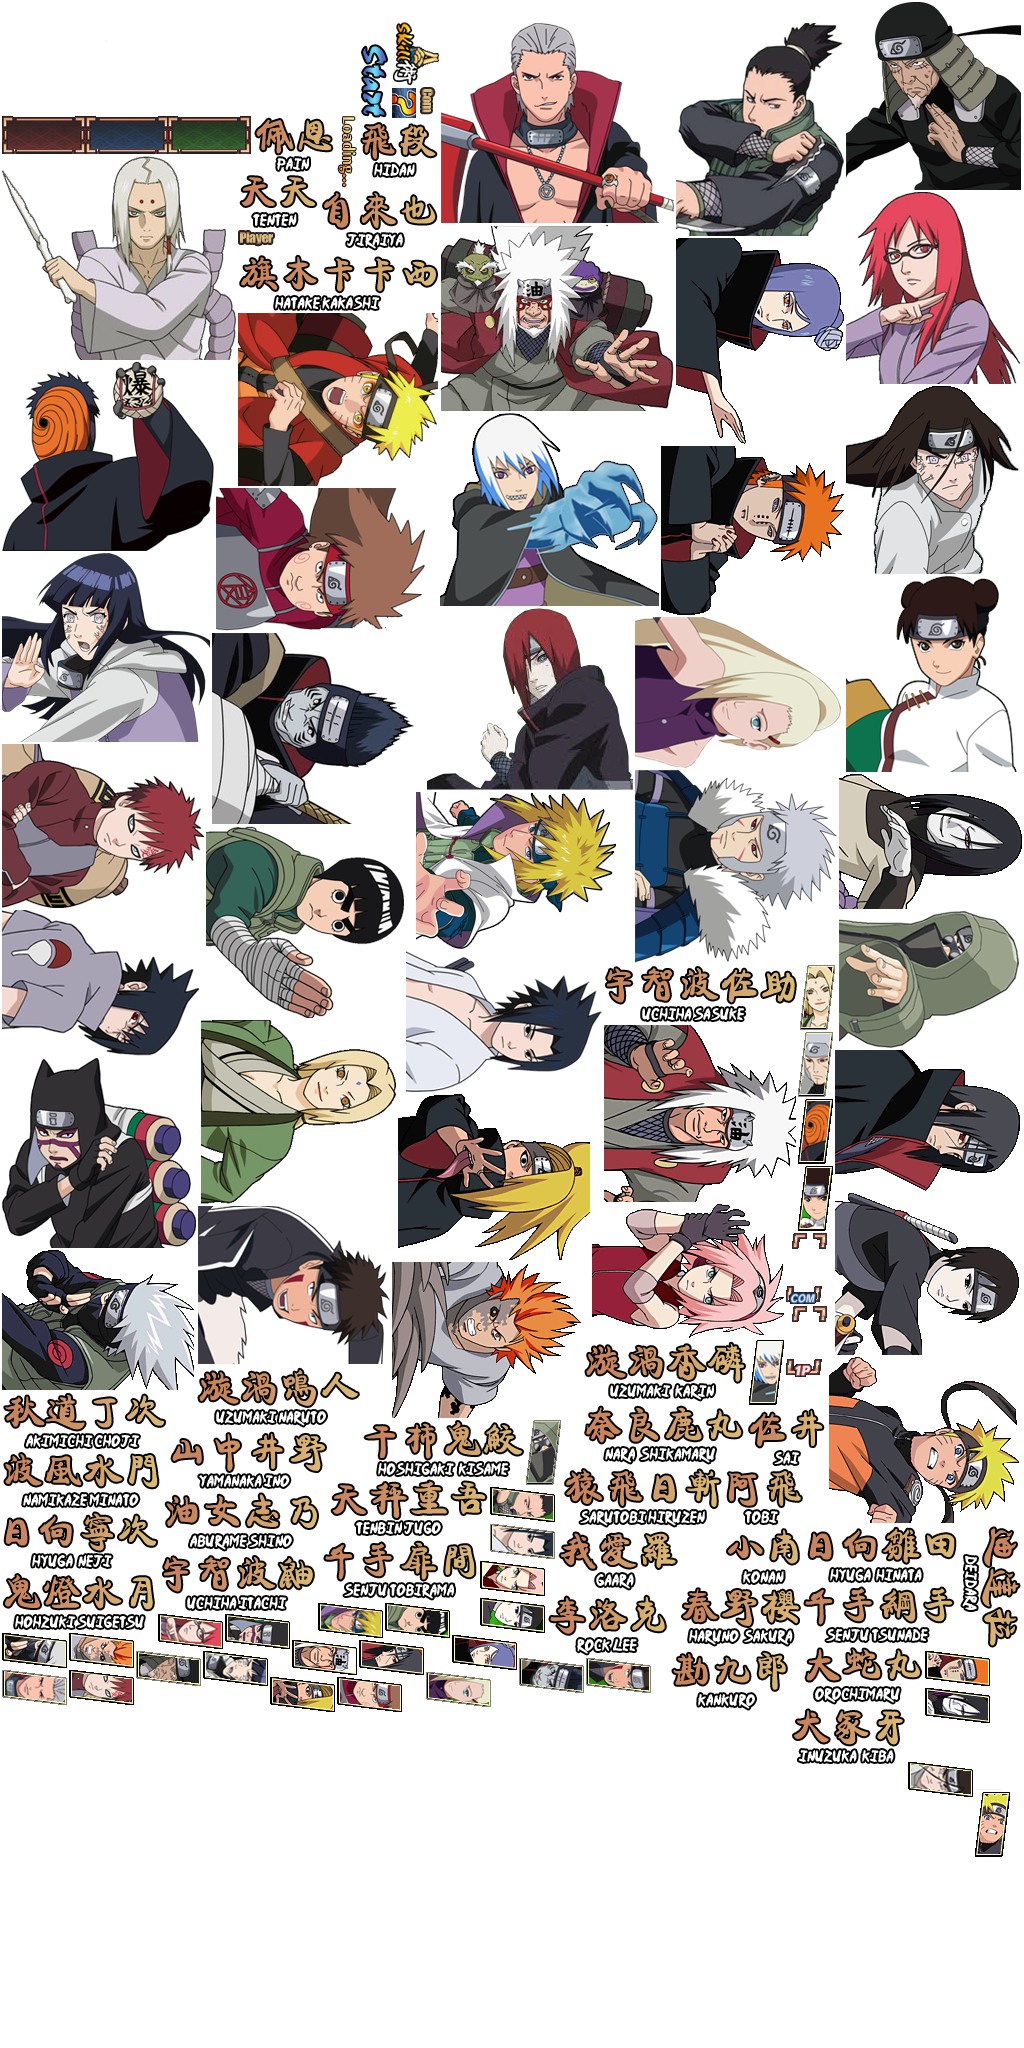 Skill
術
Start
?
Com
Loading...
佩恩
PAIN
飛段
HIDAN
天天
TENTEN
自來也
JIRAIYA
Player
旗木卡卡西
HATAKE KAKASHI
油
爆
宇智波佐助
UCHIHA SASUKE
COM
1P
漩渦香磷
UZUMAKI KARIN
漩渦鳴人
UZUMAKI NARUTO
秋道丁次
AKIMICHI CHOJI
山中井野
YAMANAKA INO
干柿鬼鮫
HOSHIGAKI KISAME
奈良鹿丸
NARA SHIKAMARU
佐井
SAI
波風水門
NAMIKAZE MINATO
油女志乃
ABURAME SHINO
天秤重吾
TENBIN JUGO
猿飛日斬
SARUTOBI HIRUZEN
阿飛
TOBI
日向寧次
HYUGA NEJI
宇智波鼬
UCHIHA ITACHI
千手扉間
SENJU TOBIRAMA
我愛羅
GAARA
小南
KONAN
日向雛田
HYUGA HINATA
迪達拉
DEIDARA
鬼燈水月
HOHZUKI SUIGETSU
李洛克
ROCK LEE
春野櫻
HARUNO SAKURA
千手綱手
SENJU TSUNADE
勘九郎
KANKURO
大蛇丸
OROCHIMARU
犬冢牙
INUZUKA KIBA